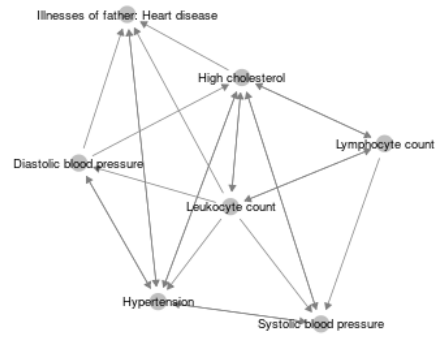 Illnesses of father: Heart disease
High cholesterol
Lymphocyte count
Diastolic blood pressure
Leukocyte count
Hypertension
Systolic blood pressure